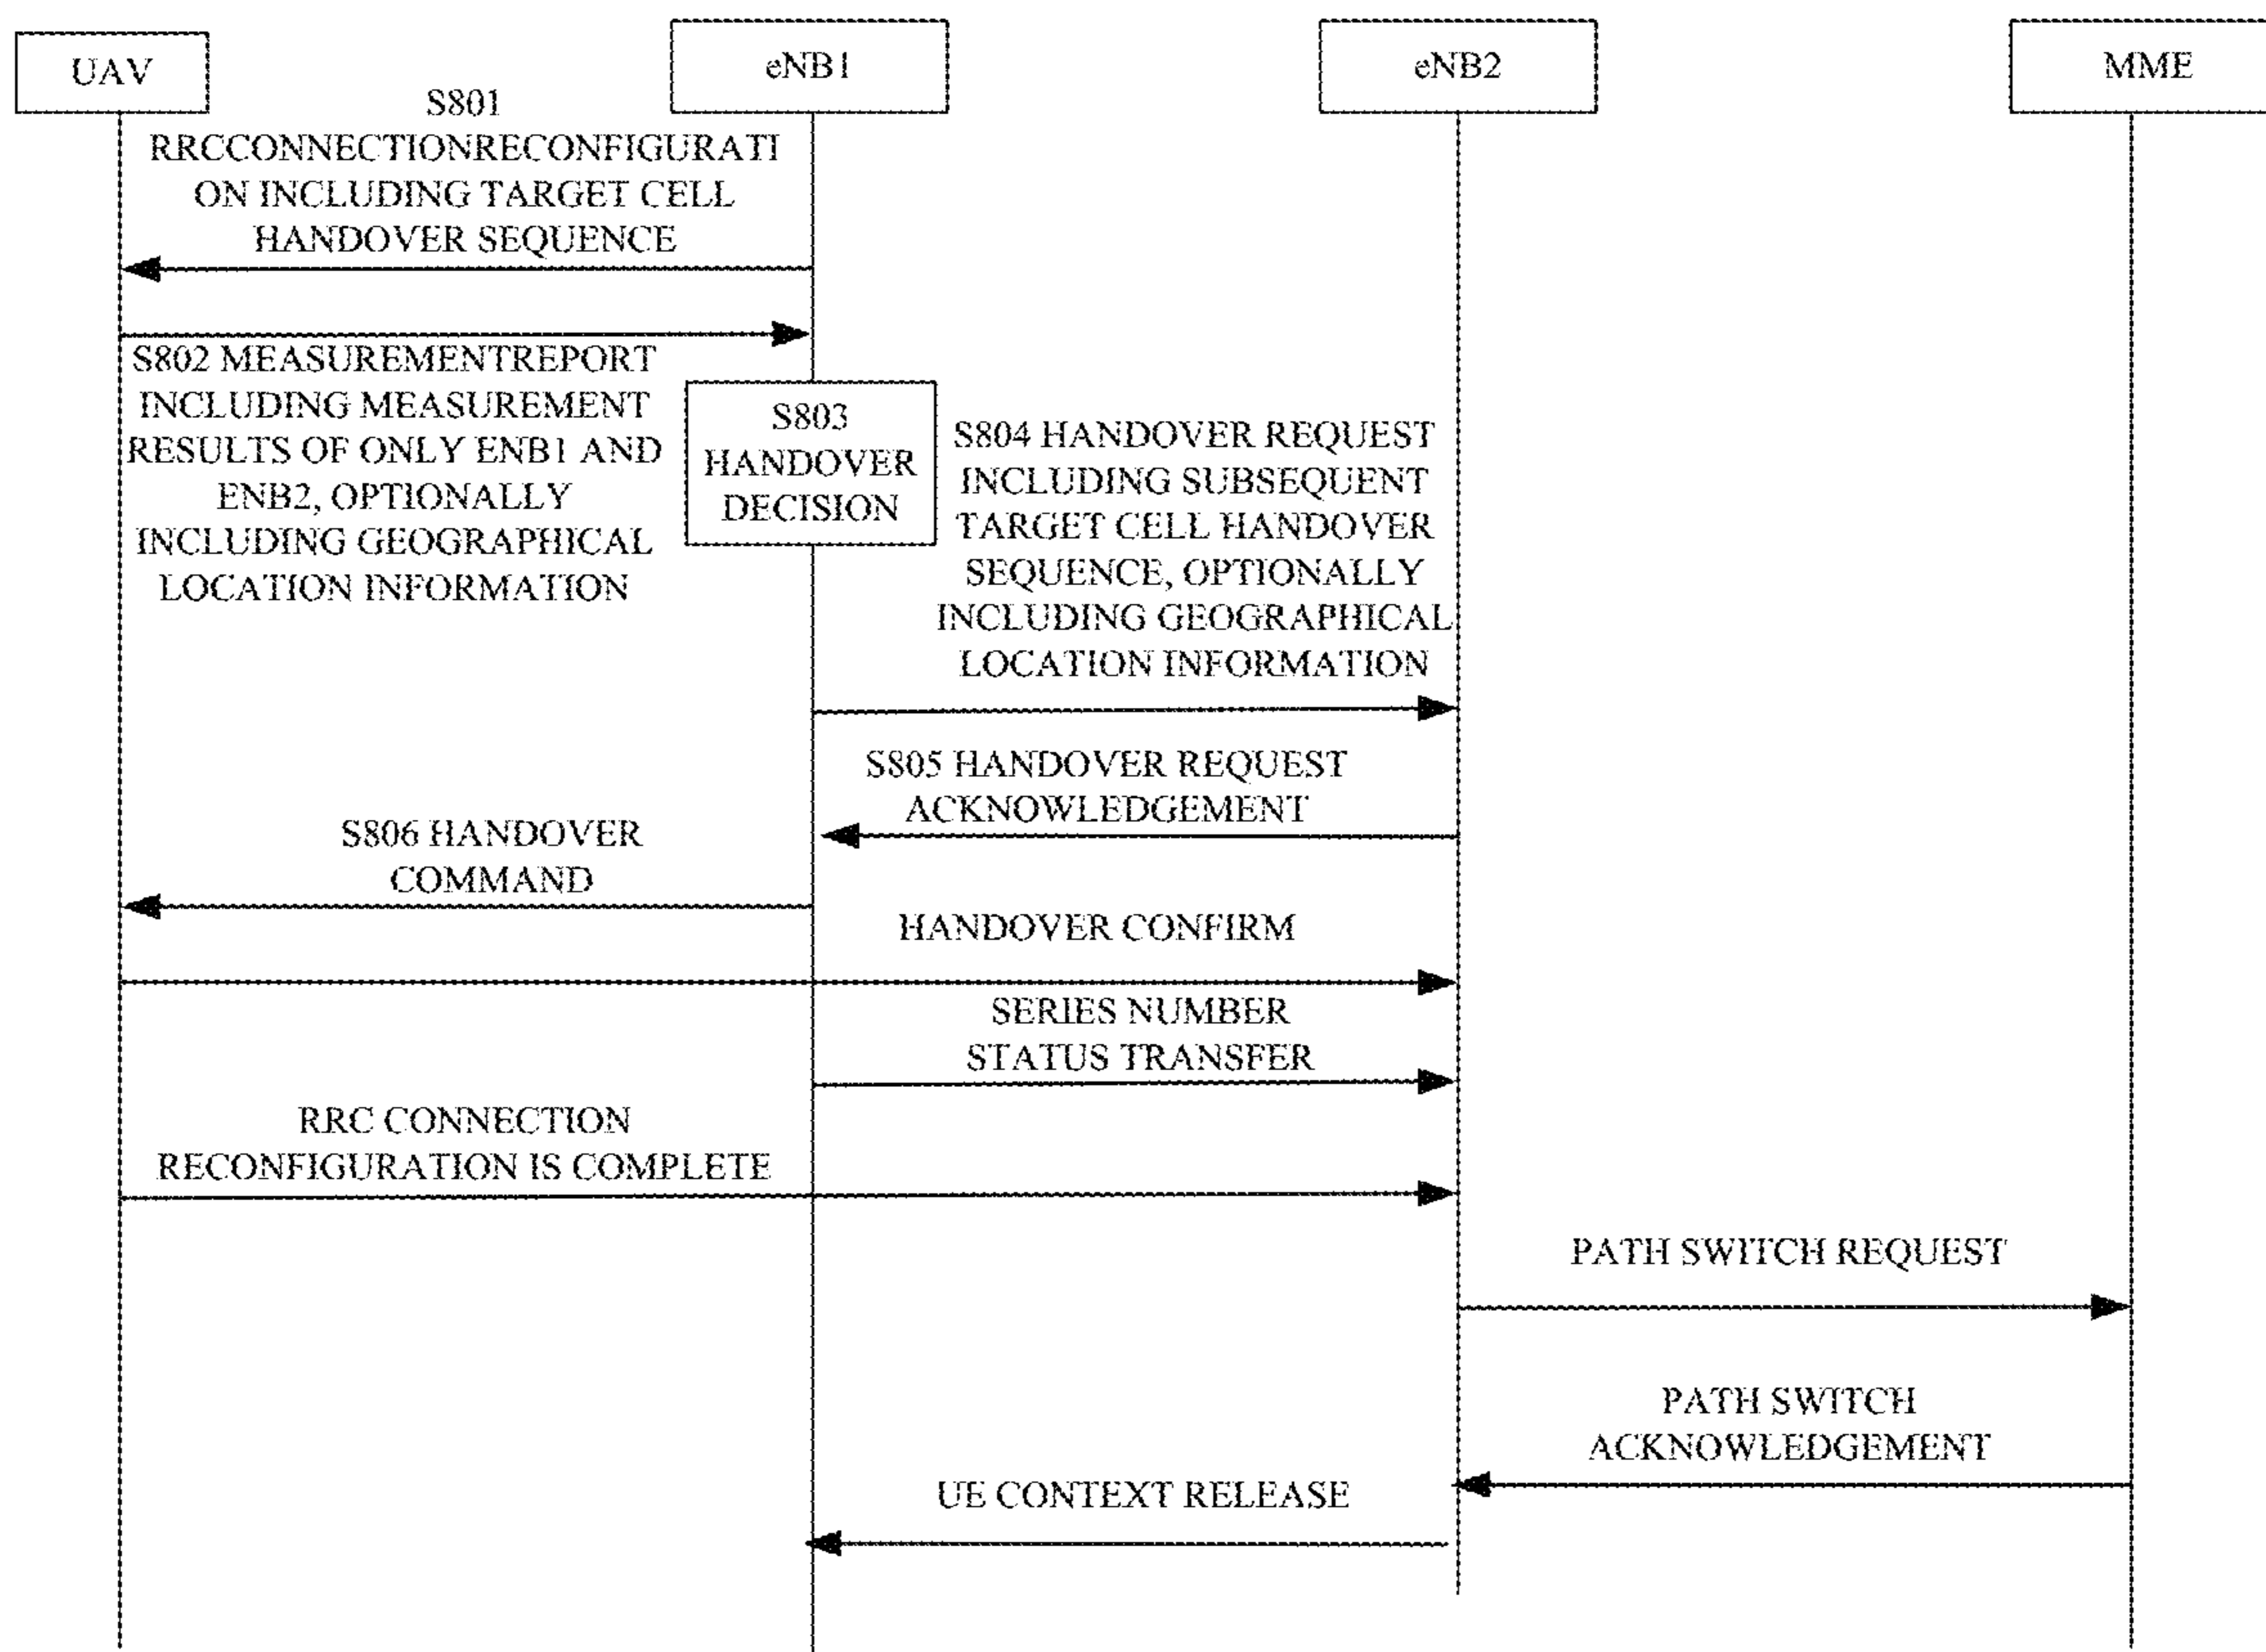 UAV
eNB1
eNB2
MME
S801
RRCCONNECTIONRECONFIGURATI
ON INCLUDING TARGET CELL
HANDOVER SEQUENCE
S802 MEASUREMENTREPORT
INCLUDING MEASUREMENT
RESULTS OF ONLY ENB1 AND
ENB2, OPTIONALLY
INCLUDING GEOGRAPHICAL
LOCATION INFORMATION
S803
HANDOVER
DECISION
S804 HANDOVER REQUEST
INCLUDING SUBSEQUENT
TARGET CELL HANDOVER
SEQUENCE, OPTIONALLY
INCLUDING GEOGRAPHICAL
LOCATION INFORMATION
S805 HANDOVER REQUEST
ACKNOWLEDGEMENT
S806 HANDOVER
COMMAND
HANDOVER CONFIRM
SERIES NUMBER
STATUS TRANSFER
RRC CONNECTION
RECONFIGURATION IS COMPLETE
PATH SWITCH REQUEST
PATH SWITCH
ACKNOWLEDGEMENT
UE CONTEXT RELEASE